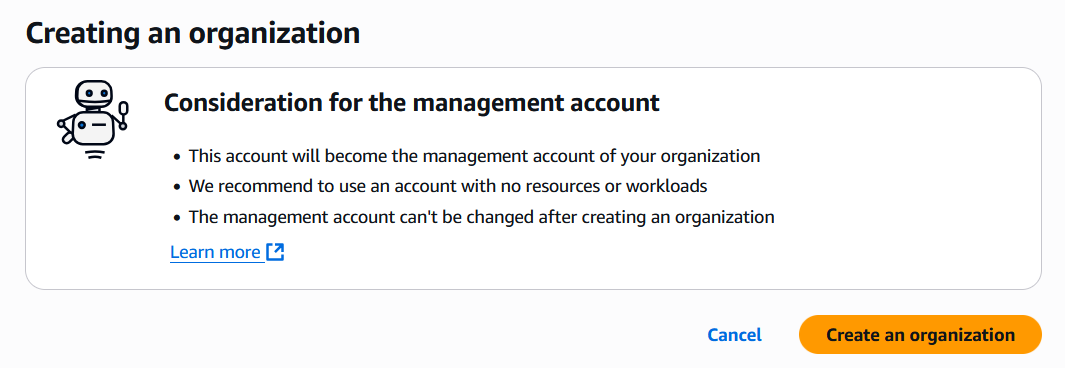 Creating an organization
Consideration for the management account
• This account will become the management account of your organization
• We recommend to use an account with no resources or workloads
• The management account can't be changed after creating an organization
Learn more
Cancel
Create an organization